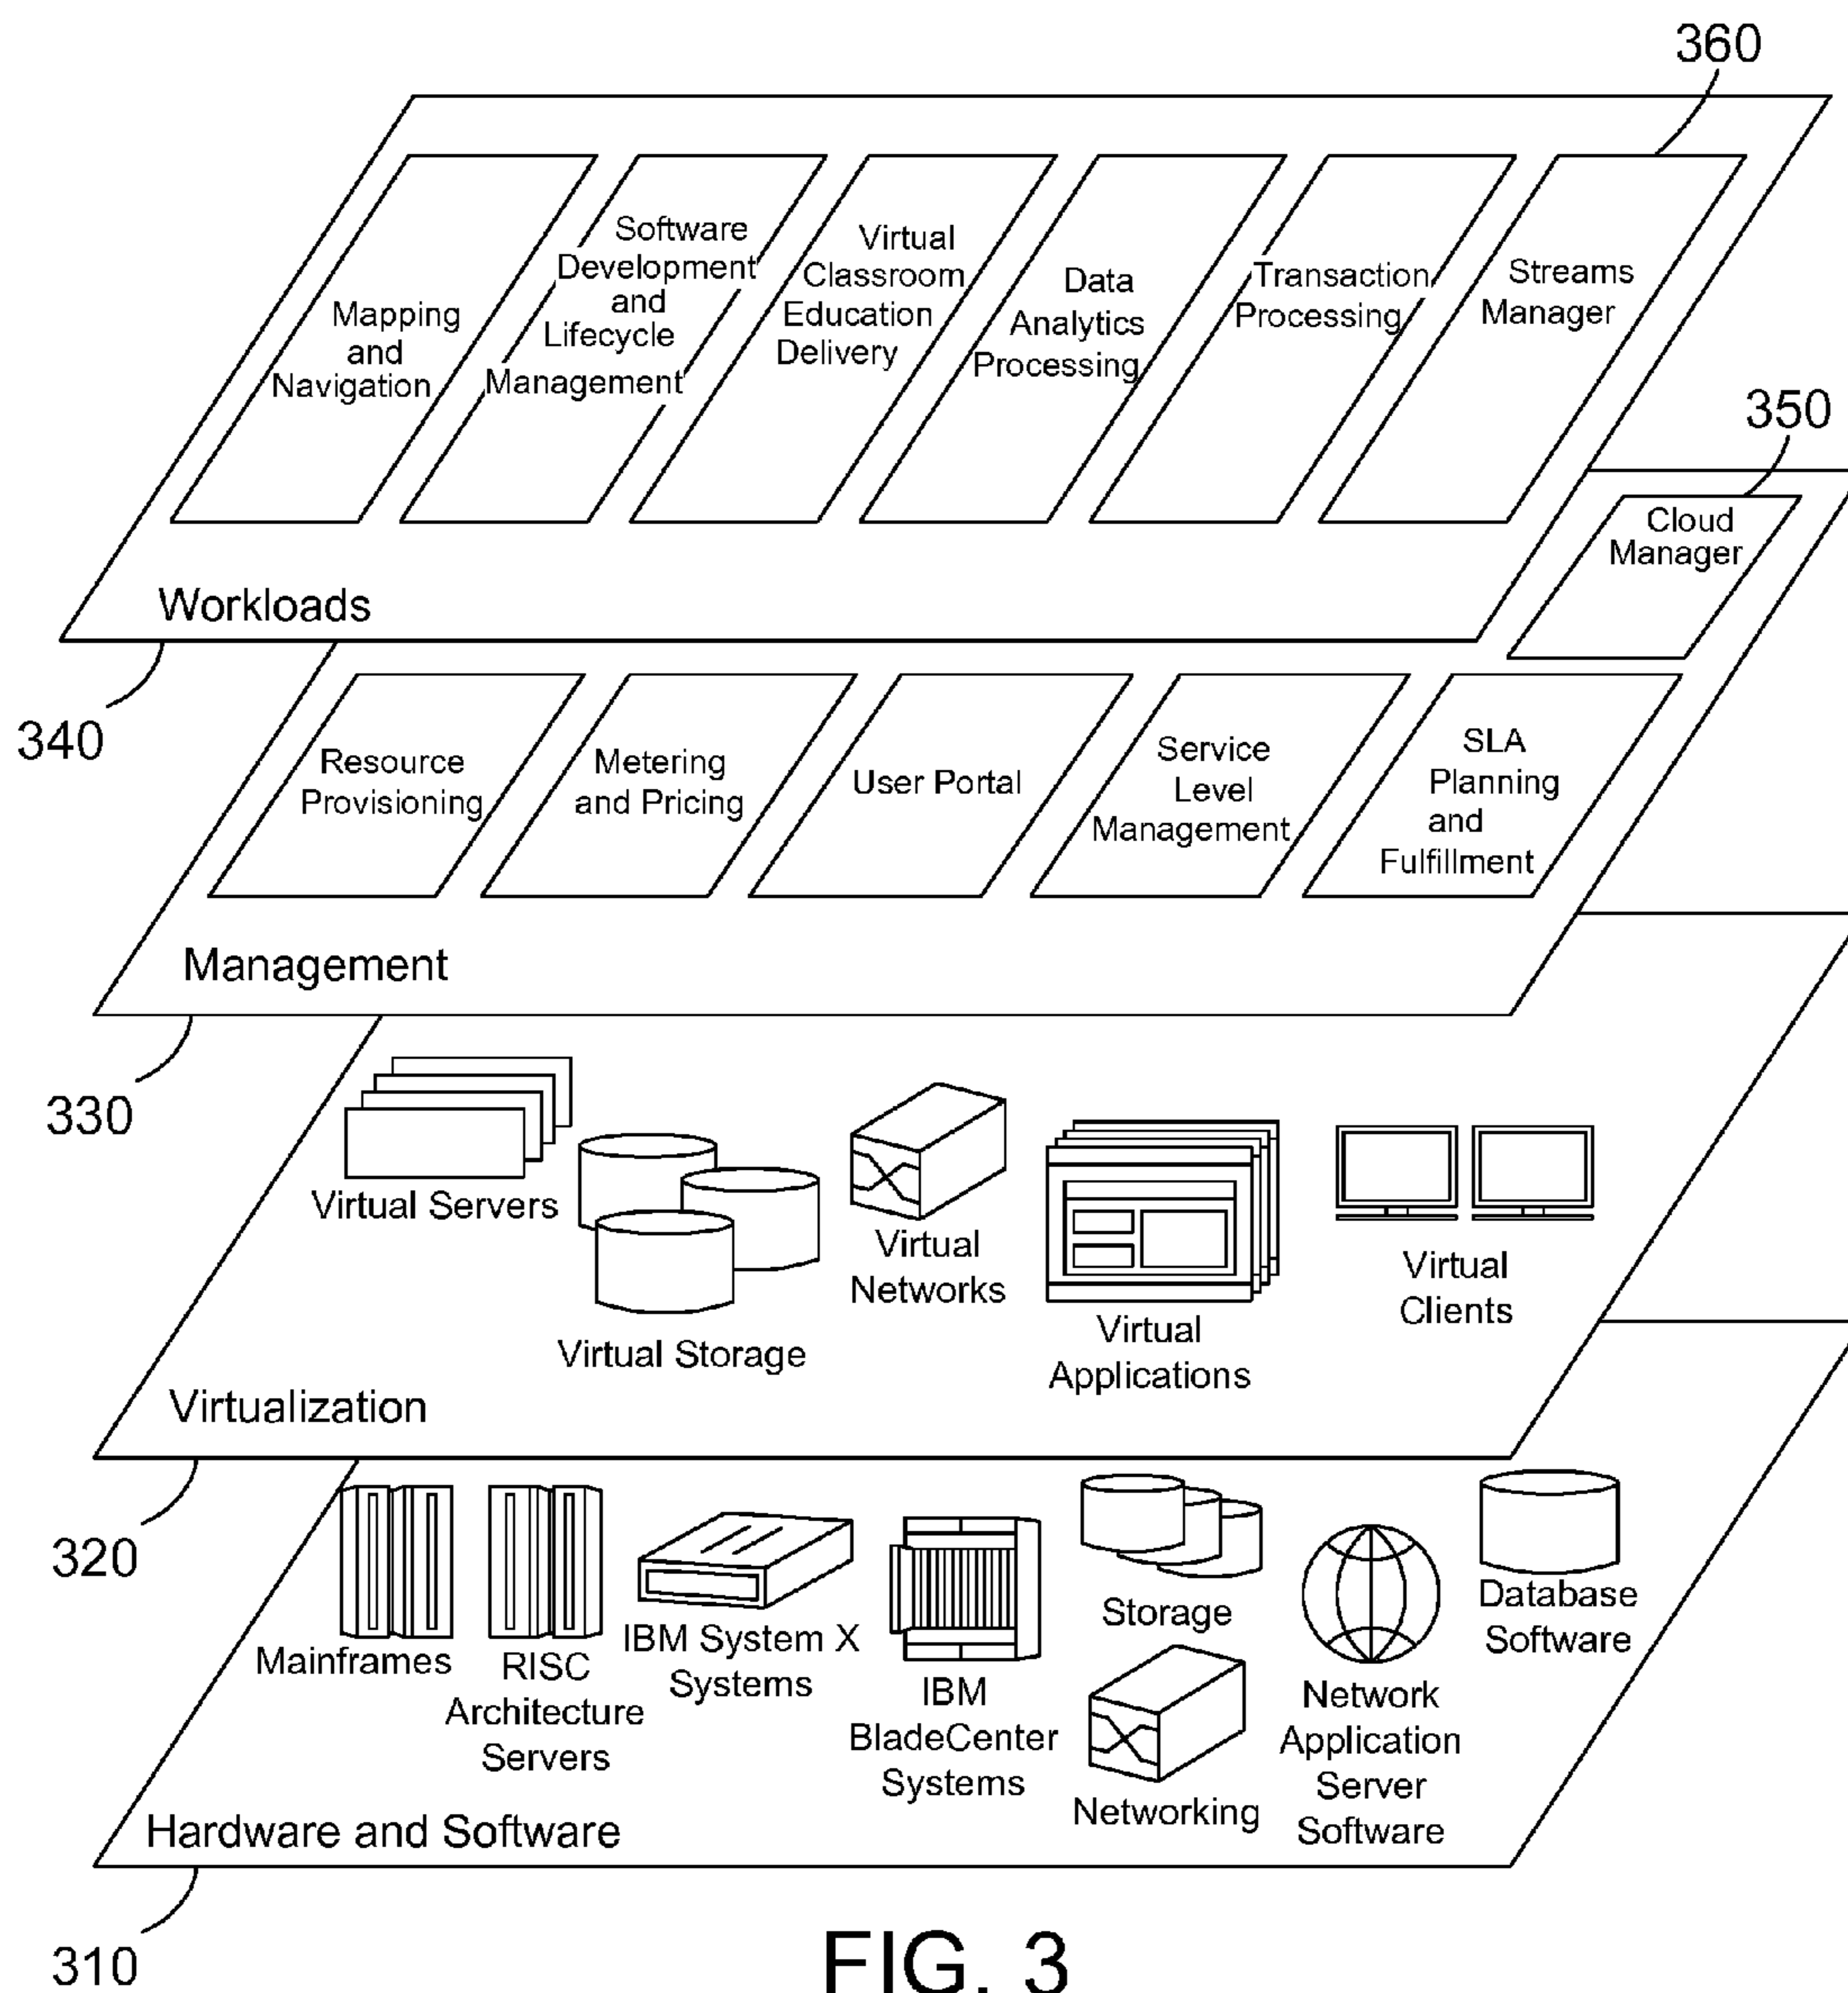 360
Mapping
and
Navigation
Software
Development
and
Lifecycle
Management
Virtual
Classroom
Education
Delivery
Data
Analytics
Processing
Transaction
Processing
Streams
Manager
Workloads
340
350
Cloud
Manager
Resource
Provisioning
Metering
and Pricing
User Portal
Service
Level
Management
SLA
Planning
and
Fulfillment
Management
330
Virtual Servers
Virtual Storage
Virtual
Networks
Virtual
Applications
Virtual
Clients
Virtualization
320
Mainframes
RISC
Architecture
Servers
IBM System X
Systems
IBM
BladeCenter
Systems
Storage
Networking
Network
Application
Server
Software
Database
Software
Hardware and Software
310
FIG. 3